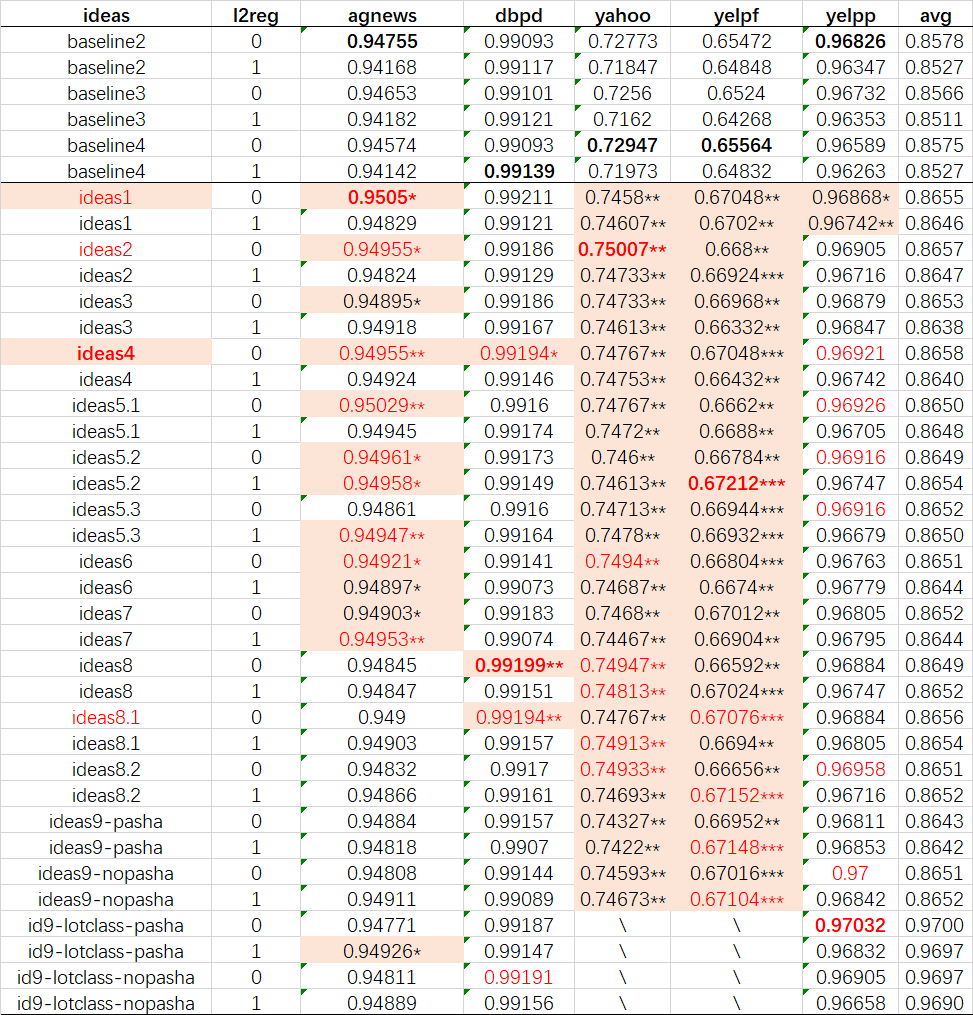 ideas l2reg agnews dbpd yahoo yelpf yelpp avg
baseline2 0 0.94755 0.99093 0.72773 0.65472 0.96826 0.8578
baseline2 1 0.94168 0.99117 0.71847 0.64848 0.96347 0.8527
baseline3 0 0.94653 0.99101 0.7256 0.6524 0.96732 0.8566
baseline3 1 0.94182 0.99121 0.7162 0.64268 0.96353 0.8511
baseline4 0 0.94574 0.99093 0.72947 0.65564 0.96589 0.8575
baseline4 1 0.94142 0.99139 0.71973 0.64832 0.96263 0.8527
ideas1 0 0.9505* 0.99211 0.7458** 0.67048** 0.96868* 0.8655
ideas1 1 0.94829 0.99121 0.74607** 0.6702** 0.96742** 0.8646
ideas2 0 0.94955* 0.99186 0.75007** 0.668** 0.96905 0.8657
ideas2 1 0.94824 0.99129 0.74733** 0.66924*** 0.96716 0.8647
ideas3 0 0.94895* 0.99186 0.74733** 0.66968** 0.96879 0.8653
ideas3 1 0.94918 0.99167 0.74613** 0.66332** 0.96847 0.8638
ideas4 0 0.94955** 0.99194* 0.74767** 0.67048*** 0.96921 0.8658
ideas4 1 0.94924 0.99146 0.74753** 0.66432** 0.96742 0.8640
ideas5.1 0 0.95029** 0.9916 0.74767** 0.6662** 0.96926 0.8650
ideas5.1 1 0.94945 0.99174 0.7472** 0.6688** 0.96705 0.8648
ideas5.2 0 0.94961* 0.99173 0.746** 0.66784** 0.96916 0.8649
ideas5.2 1 0.94958* 0.99149 0.74613** 0.67212*** 0.96747 0.8654
ideas5.3 0 0.94861 0.9916 0.74713** 0.66944*** 0.96916 0.8652
ideas5.3 1 0.94947** 0.99164 0.7478** 0.66932*** 0.96679 0.8650
ideas6 0 0.94921* 0.99141 0.7494** 0.66804*** 0.96763 0.8651
ideas6 1 0.94897* 0.99073 0.74687** 0.6674** 0.96779 0.8644
ideas7 0 0.94903* 0.99183 0.7468** 0.67012** 0.96805 0.8652
ideas7 1 0.94953** 0.99074 0.74467** 0.66904** 0.96795 0.8644
ideas8 0 0.94845 0.99199** 0.74947** 0.66592** 0.96884 0.8649
ideas8 1 0.94847 0.99151 0.74813** 0.67024*** 0.96747 0.8652
ideas8.1 0 0.949 0.99194** 0.74767** 0.67076*** 0.96884 0.8656
ideas8.1 1 0.94903 0.99157 0.74913** 0.6694** 0.96805 0.8654
ideas8.2 0 0.94832 0.9917 0.74933** 0.66656** 0.96958 0.8651
ideas8.2 1 0.94866 0.99161 0.74693** 0.67152*** 0.96716 0.8652
ideas9-pasha 0 0.94884 0.99157 0.74327** 0.66952** 0.96811 0.8643
ideas9-pasha 1 0.94818 0.9907 0.7422** 0.67148*** 0.96853 0.8642
ideas9-nopasha 0 0.94808 0.99144 0.74593** 0.67016*** 0.97 0.8651
ideas9-nopasha 1 0.94911 0.99089 0.74673** 0.67104*** 0.96842 0.8652
id9-lotclass-pasha 0 0.94771 0.99187 \ \ 0.97032 0.9700
id9-lotclass-pasha 1 0.94926* 0.99147 \ \ 0.96832 0.9697
id9-lotclass-nopasha 0 0.94811 0.99191 \ \ 0.96905 0.9697
id9-lotclass-nopasha 1 0.94889 0.99156 \ \ 0.96658 0.9690